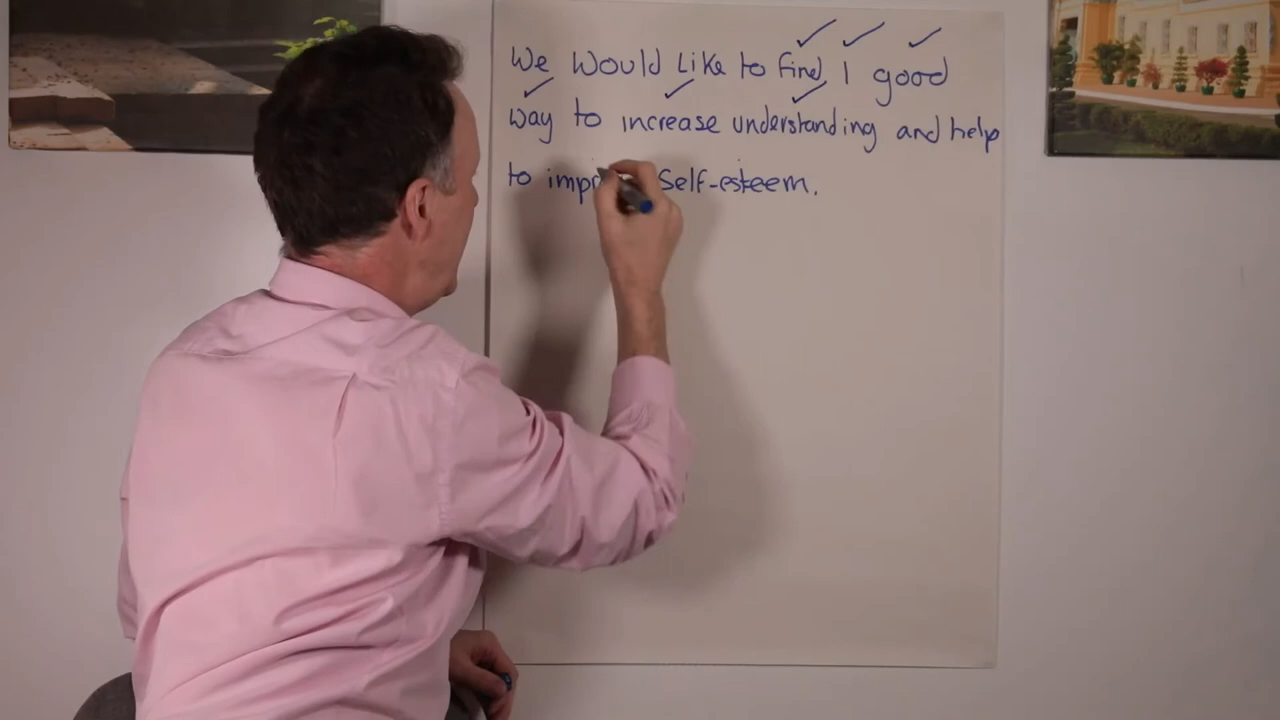 We Would Like to find 1 good
way to increase understanding and help
to Self-esteem.